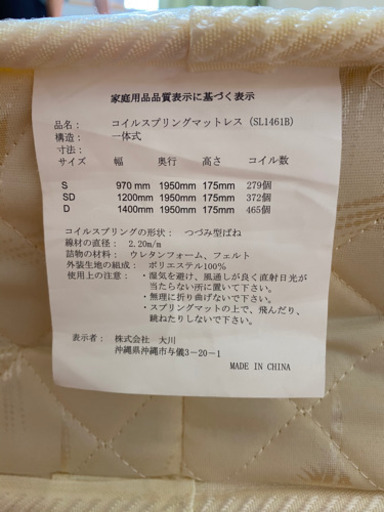 家庭用品品質表示に基づく表示
品名： コイルスプリングマットレス（SL1461B）
構造： 一体式
寸法：
サイズ 幅 奥行 高さ コイル数
S 970mm 1950mm 175mm 279個
SD 1200mm 1950mm 175mm 372個
D 1400mm 1950mm 175mm 465個
コイルスプリングの形状： つづみ型ばね
線材の直径： 2.20m/m
詰物の材料： ウレタンフォーム、フェルト
外装生地の組成： ポリエステル100%
使用上の注意： ・湿気を避け、風通しが良く直射日光が
当たらない所に置いて下さい。
・無理に折り曲げないで下さい。
・スプリングマットの上で、飛んだり、
跳ねたりしないで下さい。
表示者： 株式会社 大川
沖縄県沖縄市与儀3-20-1
MADE IN CHINA